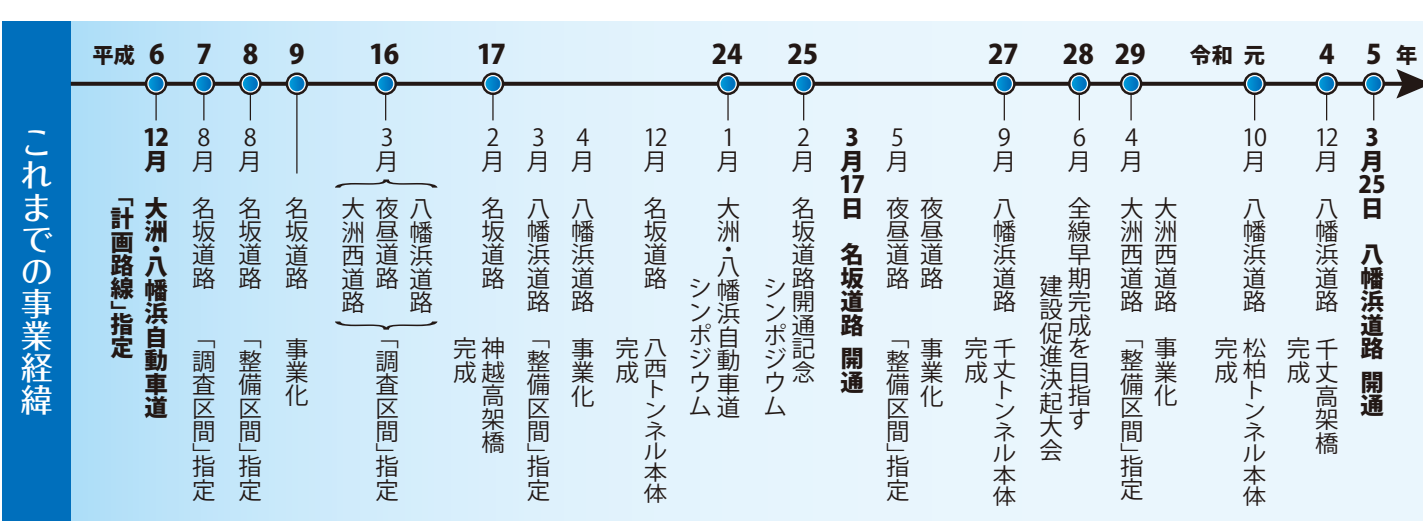 これまでの事業経緯
平成 6 7 8 9 16 17 24 25 27 28 29 令和 元 4 5 年
12月
大洲・八幡浜自動車道
「計画路線」指定
8月
名坂道路 「調査区間」指定
8月
名坂道路 「整備区間」指定
名坂道路 事業化
3月
八幡浜道路
夜昼道路
大洲西道路
「調査区間」指定
2月
名坂道路 神越高架橋
完成
3月
八幡浜道路 「整備区間」指定
4月
八幡浜道路 事業化
12月
名坂道路 八西トンネル本体
完成
1月
大洲・八幡浜自動車道
シンポジウム
2月
名坂道路開通記念
シンポジウム
3月17日 名坂道路 開通
5月
夜昼道路 事業化
夜昼道路 「整備区間」指定
9月
八幡浜道路 千丈トンネル本体
完成
6月
全線早期完成を目指す
建設促進決起大会
4月
大洲西道路 事業化
大洲西道路 「整備区間」指定
10月
八幡浜道路 松柏トンネル本体
完成
12月
八幡浜道路 千丈高架橋
完成
3月25日 八幡浜道路 開通